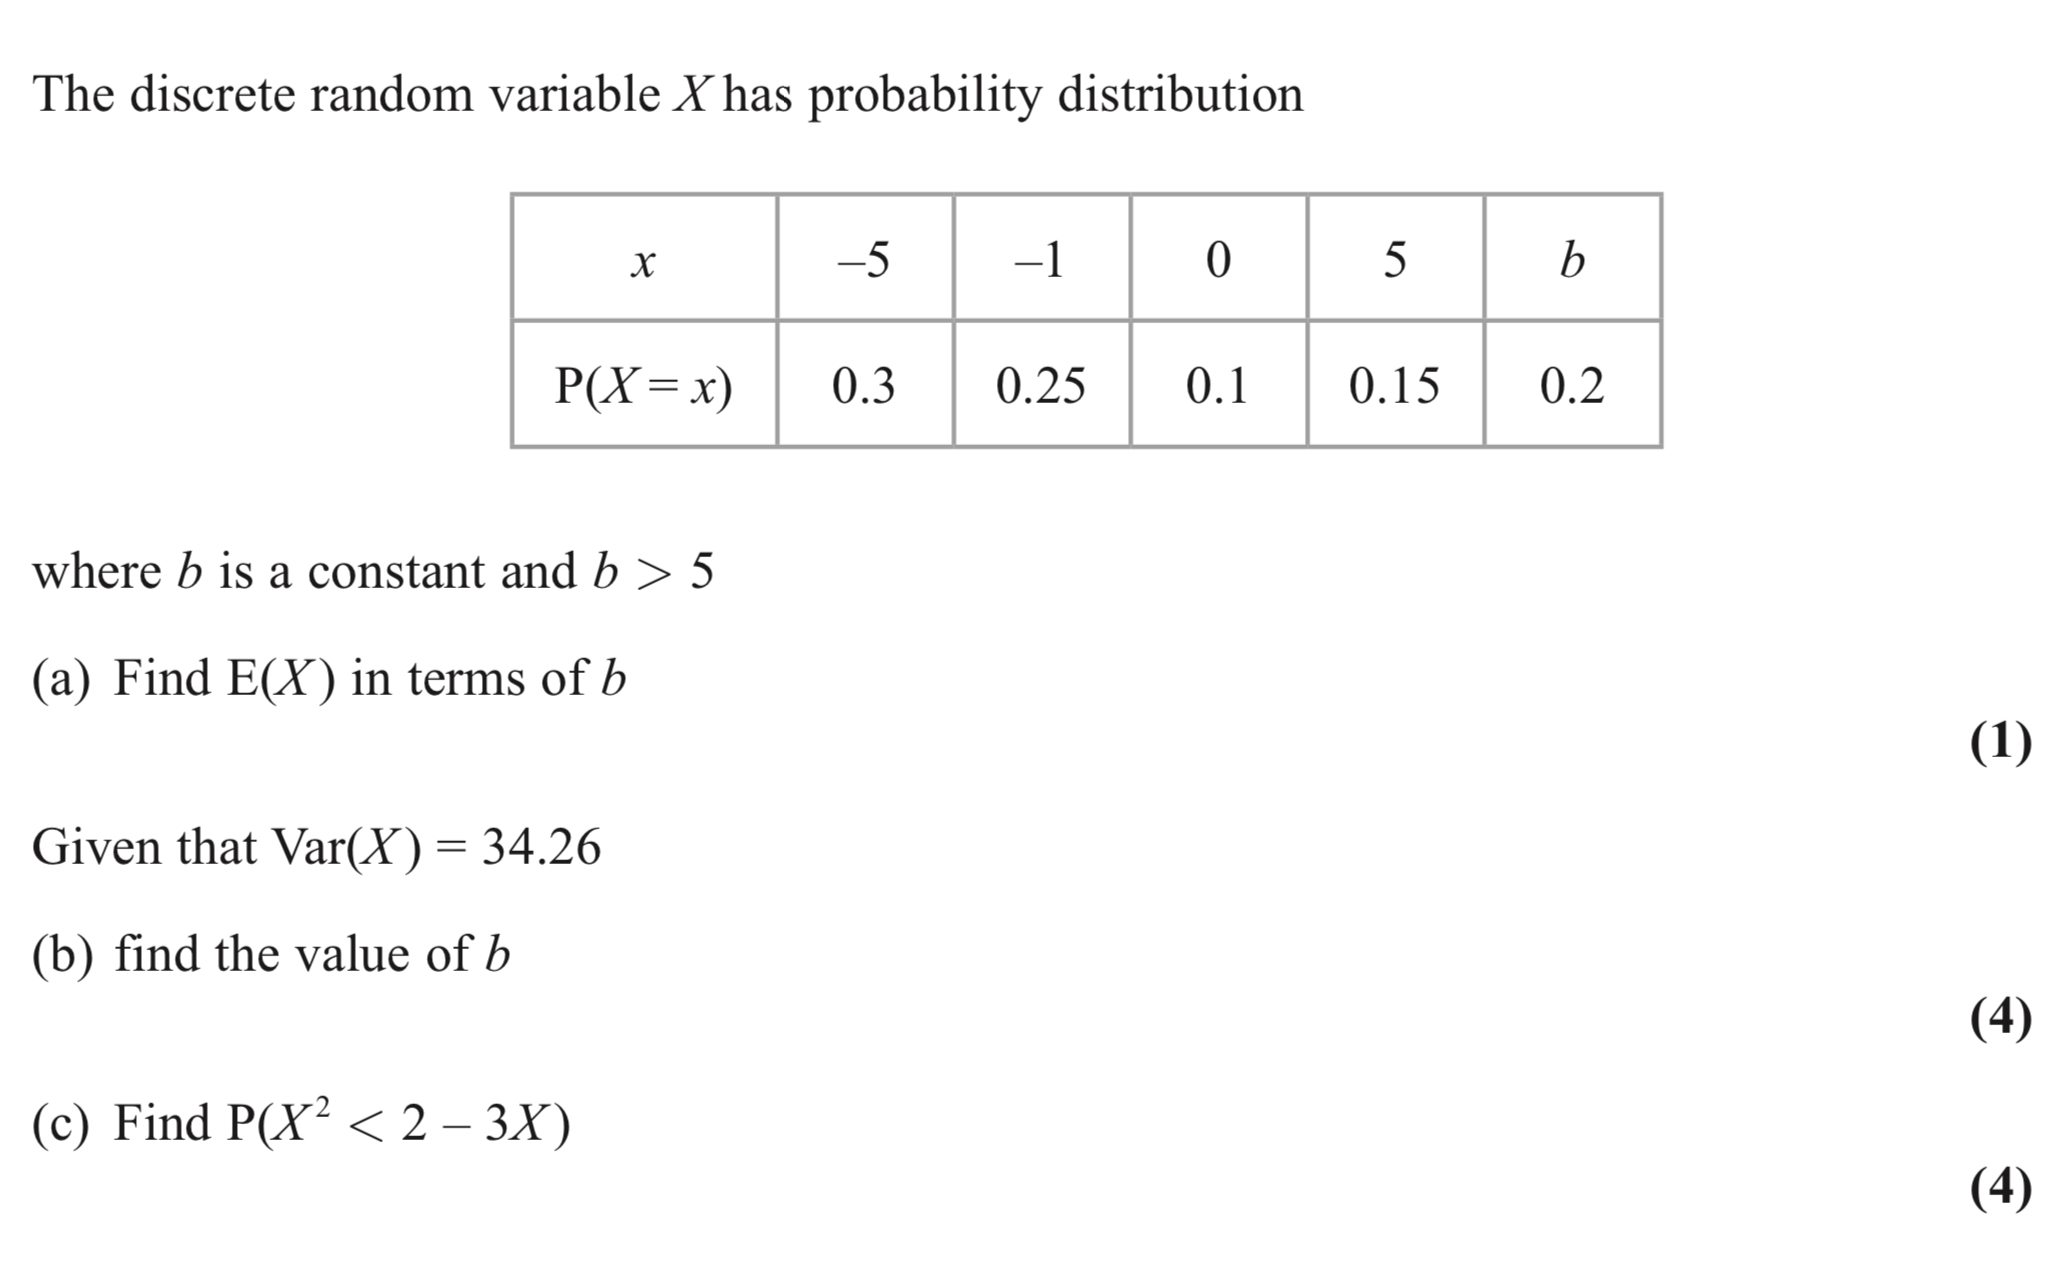 The discrete random variable X has probability distribution
x –5 –1 0 5 b
P(X = x) 0.3 0.25 0.1 0.15 0.2
where b is a constant and b > 5
(a) Find E(X) in terms of b
(1)
Given that Var(X) = 34.26
(b) find the value of b
(4)
(c) Find P(X² < 2 – 3X)
(4)